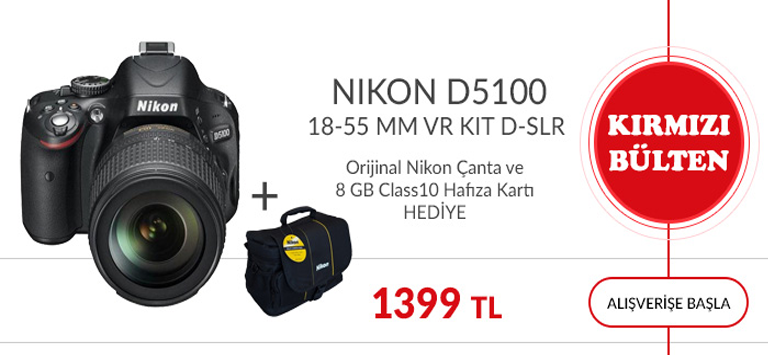 Nikon
D5100
NIKON D5100
18-55 MM VR KIT D-SLR
Orijinal Nikon Çanta ve
8 GB Class10 Hafıza Kartı
HEDİYE
+
Nikon
Nikon
1399 TL
KIRMIZI
BÜLTEN
ALIŞVERİŞE BAŞLA